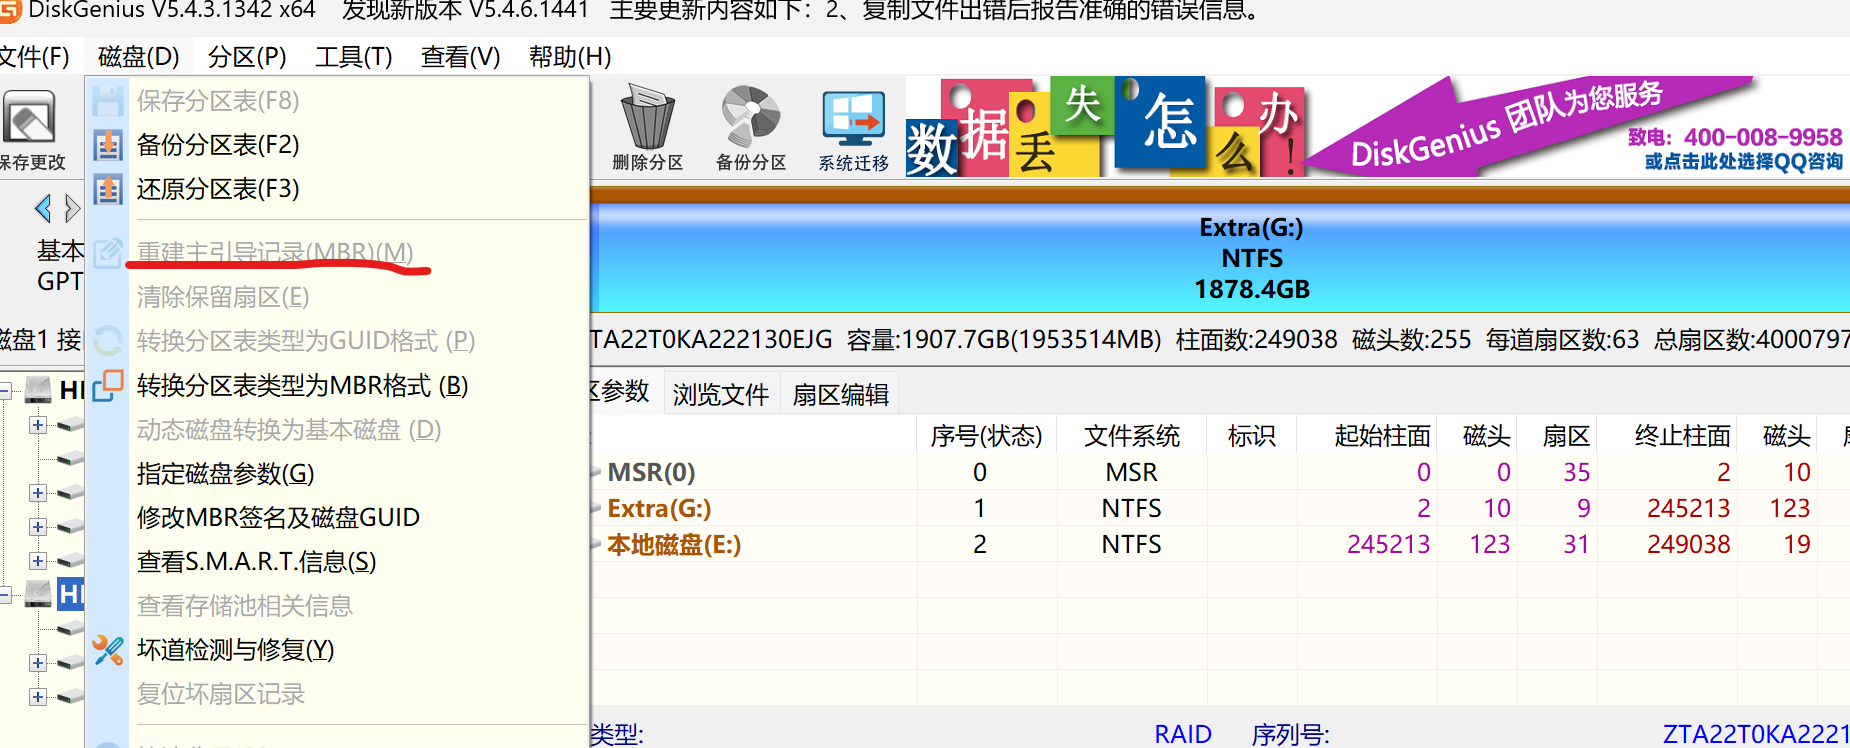 DiskGenius V5.4.3.1342 x64 发现新版本 V5.4.6.1441 主要更新内容如下：2、复制文件出错后报告准确的错误信息。
文件(F) 磁盘(D) 分区(P) 工具(T) 查看(V) 帮助(H)
保存更改
保存分区表(F8)
备份分区表(F2)
还原分区表(F3)
重建主引导记录(MBR)(M)
清除保留扇区(E)
转换分区表类型为GUID格式 (P)
转换分区表类型为MBR格式 (B)
动态磁盘转换为基本磁盘 (D)
指定磁盘参数(G)
修改MBR签名及磁盘GUID
查看S.M.A.R.T.信息(S)
查看存储池相关信息
坏道检测与修复(Y)
复位坏扇区记录
删除分区 备份分区 系统迁移
数据丢失怎么办!
DiskGenius 团队为您服务
致电：400-008-9958
或点击此处选择QQ咨询
基本
GPT
Extra(G:)
NTFS
1878.4GB
磁盘1 接
TA22T0KA222130EJG 容量:1907.7GB(1953514MB) 柱面数:249038 磁头数:255 每道扇区数:63 总扇区数:4000797
区参数 浏览文件 扇区编辑
序号(状态) 文件系统 标识 起始柱面 磁头 扇区 终止柱面 磁头
MSR(0) 0 MSR 0 0 35 2 10
Extra(G:) 1 NTFS 2 10 9 245213 123
本地磁盘(E:) 2 NTFS 245213 123 31 249038 19
类型: RAID 序列号: ZTA22T0KA2221